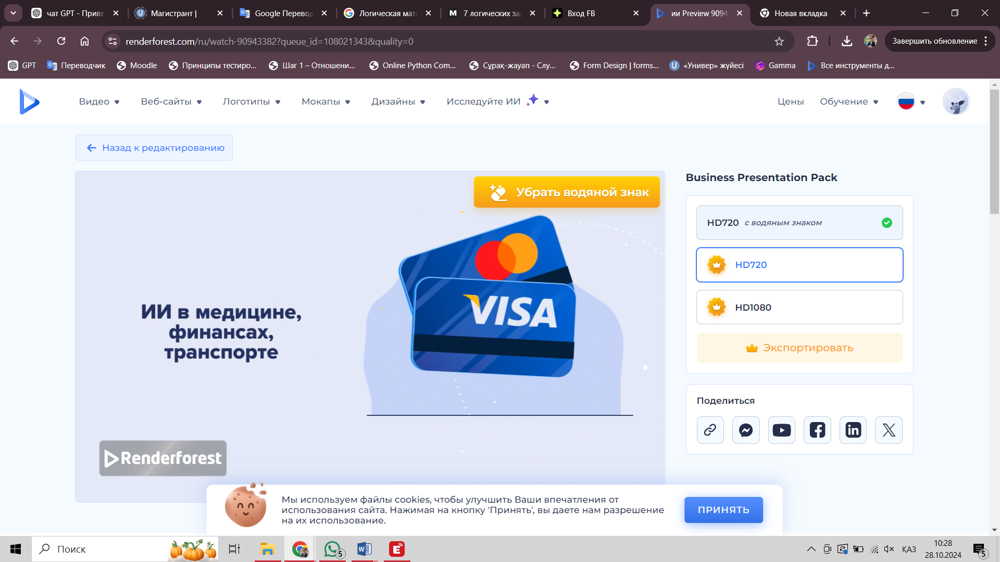 чат GPT - Приве
Магистрант |
Google Перевод
Логическая мате
7 логических за
Вход FB
ии Preview 9094
Новая вкладка
renderforest.com/ru/watch-90943382?queue_id=108021343&quality=0
Завершить обновление
GPT
Переводчик
Moodle
Принципы тестиро...
Шаг 1 – Отношени...
Online Python Com...
Сұрақ-жауап - Слу...
Form Design | forms...
«Универ» жүйесі
Gamma
Все инструменты д...
Видео
Веб-сайты
Логотипы
Мокапы
Дизайны
Исследуйте ИИ
Цены
Обучение
Назад к редактированию
Убрать водяной знак
VISA
ИИ в медицине,
финансах,
транспорте
Renderforest
Business Presentation Pack
HD720 с водяным знаком
HD720
HD1080
Экспортировать
Поделиться
Мы используем файлы cookies, чтобы улучшить Ваши впечатления от
использования сайта. Нажимая на кнопку 'Принять', вы даете нам разрешение
на их использование.
ПРИНЯТЬ
Поиск
5
ҚАЗ
10:28
28.10.2024
5